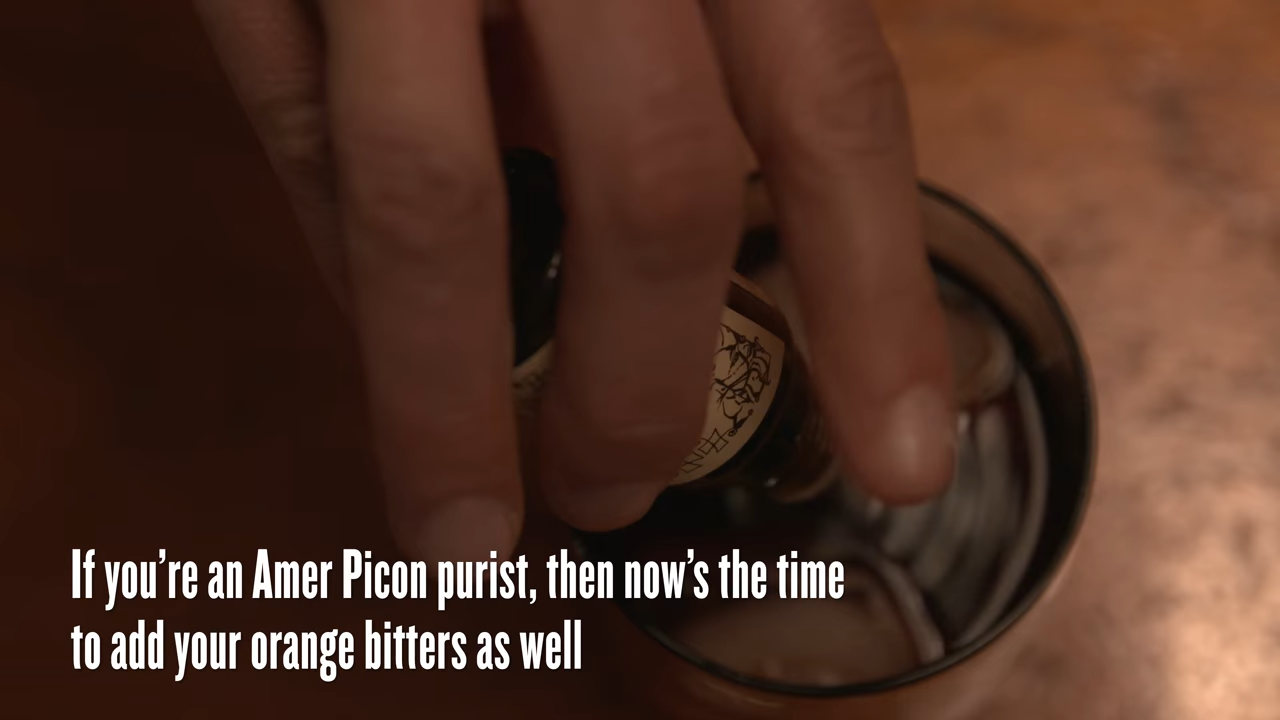 If you’re an Amer Picon purist, then now’s the time
to add your orange bitters as well